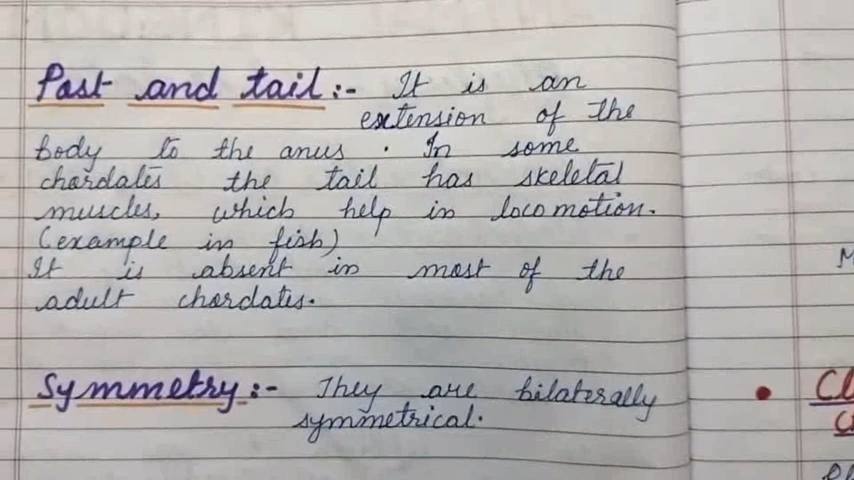 Post and tail :- It is an
extension of the
body to the anus . In some
chordates the tail has skeletal
muscles, which help in locomotion.
(example in fish)
It is absent in most of the
adult chordates.
Symmetry :- They are bilaterally
symmetrical.